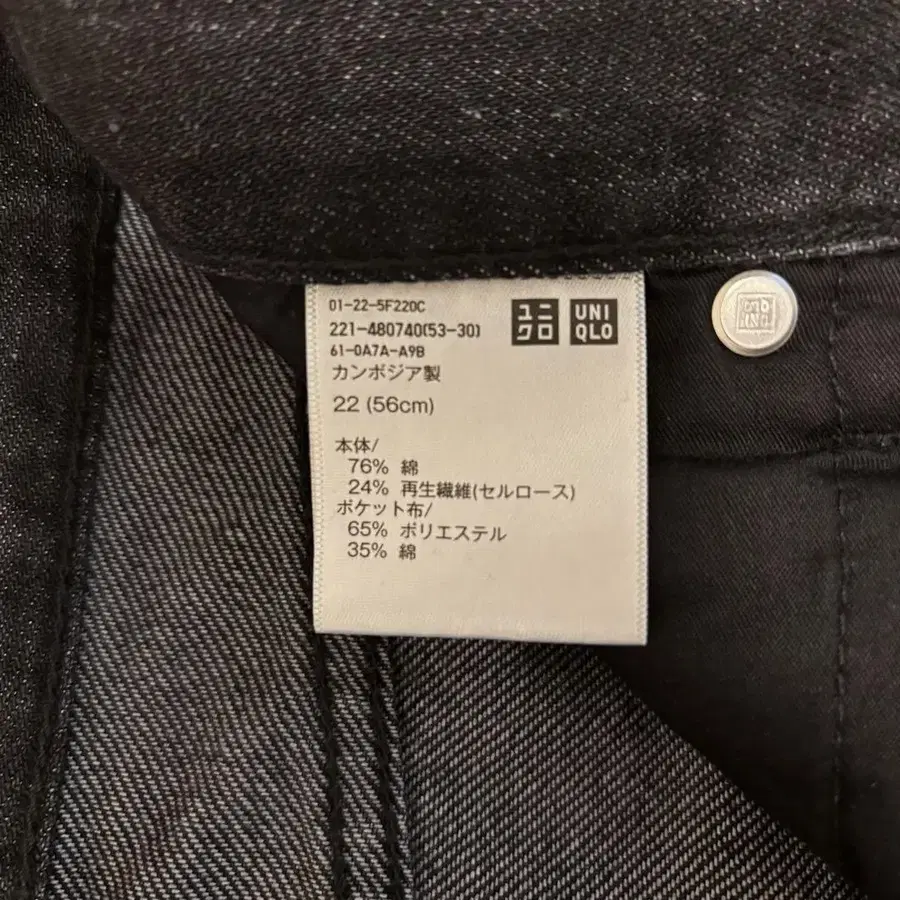 01-22-5F220C
221-480740(53-30)
61-0A7A-A9B
ユニクロ
UNIQLO
カンボジア製
22 (56cm)
本体/
76% 綿
24% 再生繊維(セルロース)
ポケット布/
65% ポリエステル
35% 綿